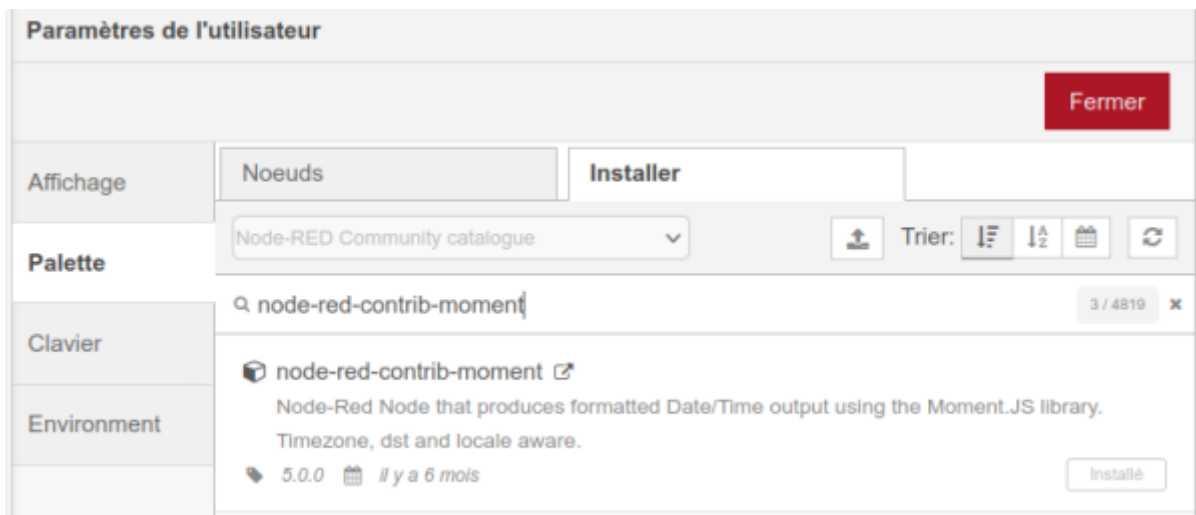 Paramètres de l'utilisateur
Fermer
Affichage
Palette
Clavier
Environment
Noeuds
Installer
Node-RED Community catalogue
Trier:
node-red-contrib-moment
3 / 4819
node-red-contrib-moment
Node-Red Node that produces formatted Date/Time output using the Moment.JS library.
Timezone, dst and locale aware.
5.0.0 il y a 6 mois
Installé